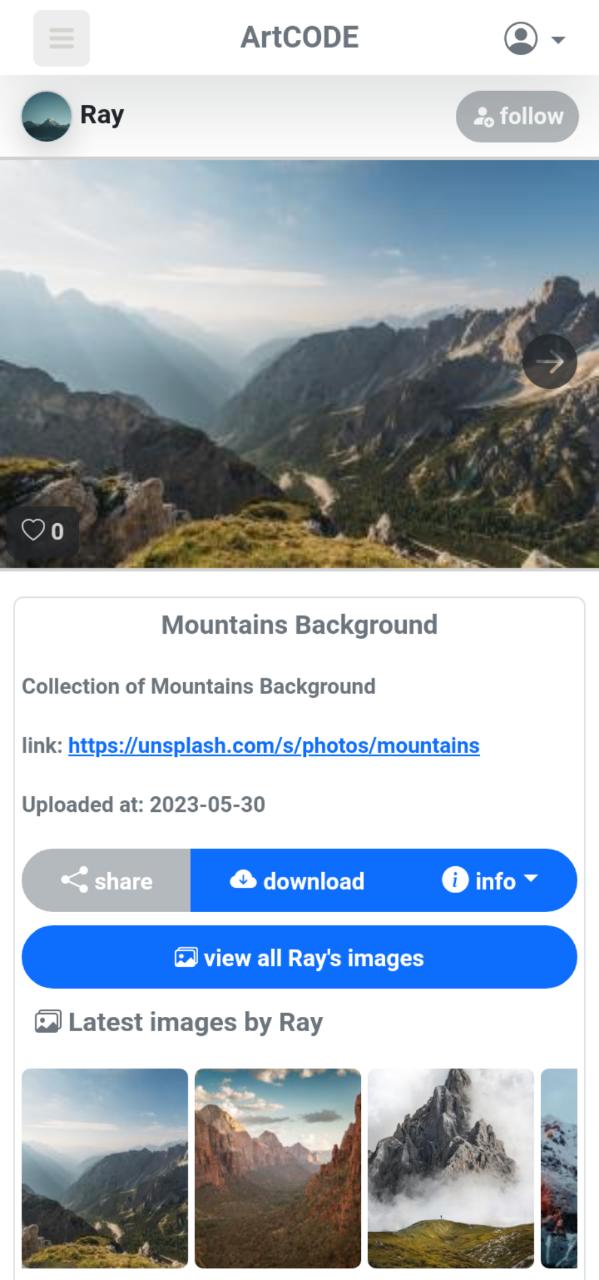 ArtCODE
Ray
follow
0
Mountains Background
Collection of Mountains Background
link: https://unsplash.com/s/photos/mountains
Uploaded at: 2023-05-30
share
download
info
view all Ray's images
Latest images by Ray